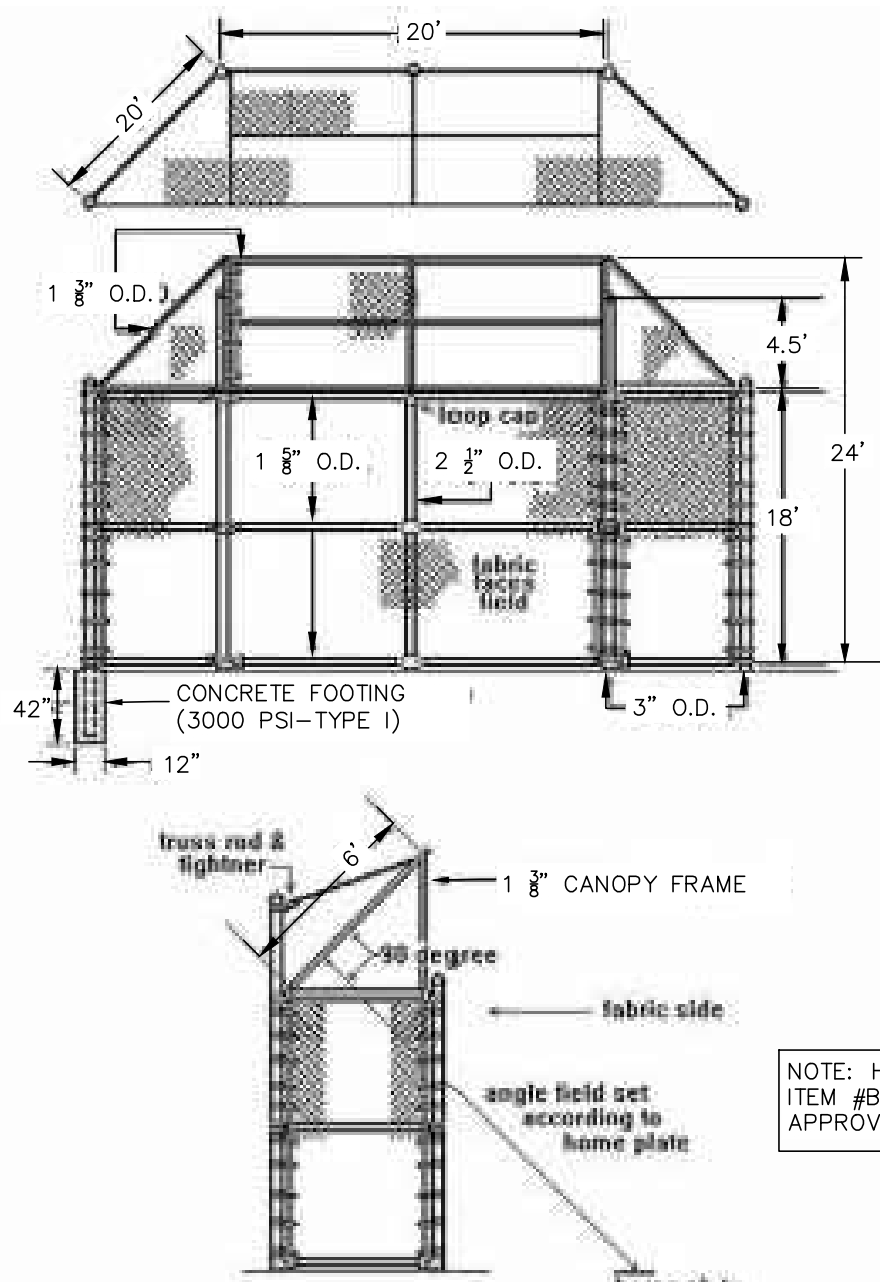 20'
20'
1 3/8" O.D.
4.5'
loop cap
1 5/8" O.D.
2 1/2" O.D.
24'
18'
fabric
faces
field
CONCRETE FOOTING
(3000 PSI-TYPE I)
42"
3" O.D.
12"
truss rod &
tightner
6'
1 3/8" CANOPY FRAME
90 degree
fabric side
NOTE: H
ITEM #B
APPROV
angle field set
according to
home plate